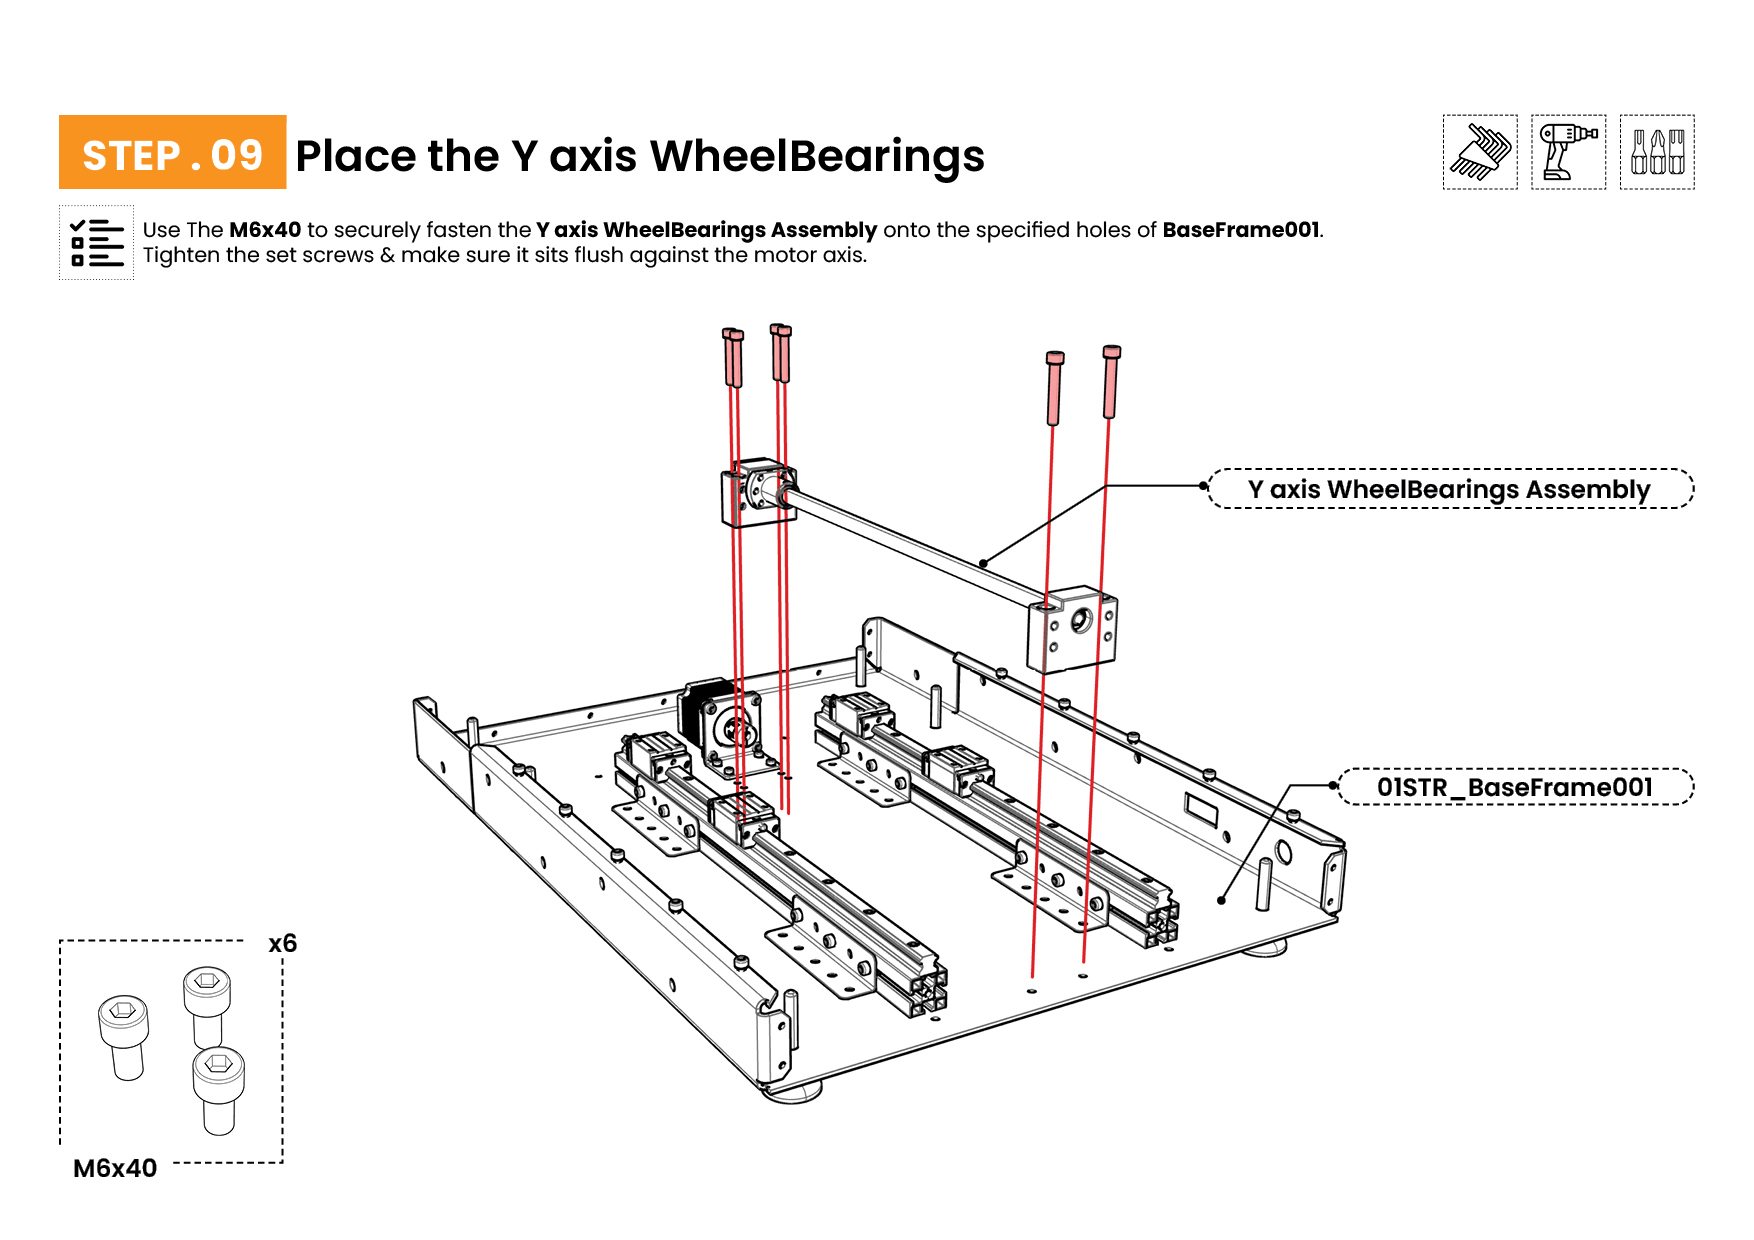 STEP . 09 Place the Y axis WheelBearings
Use The M6x40 to securely fasten the Y axis WheelBearings Assembly onto the specified holes of BaseFrame001.
Tighten the set screws & make sure it sits flush against the motor axis.
Y axis WheelBearings Assembly
01STR_BaseFrame001
x6
M6x40